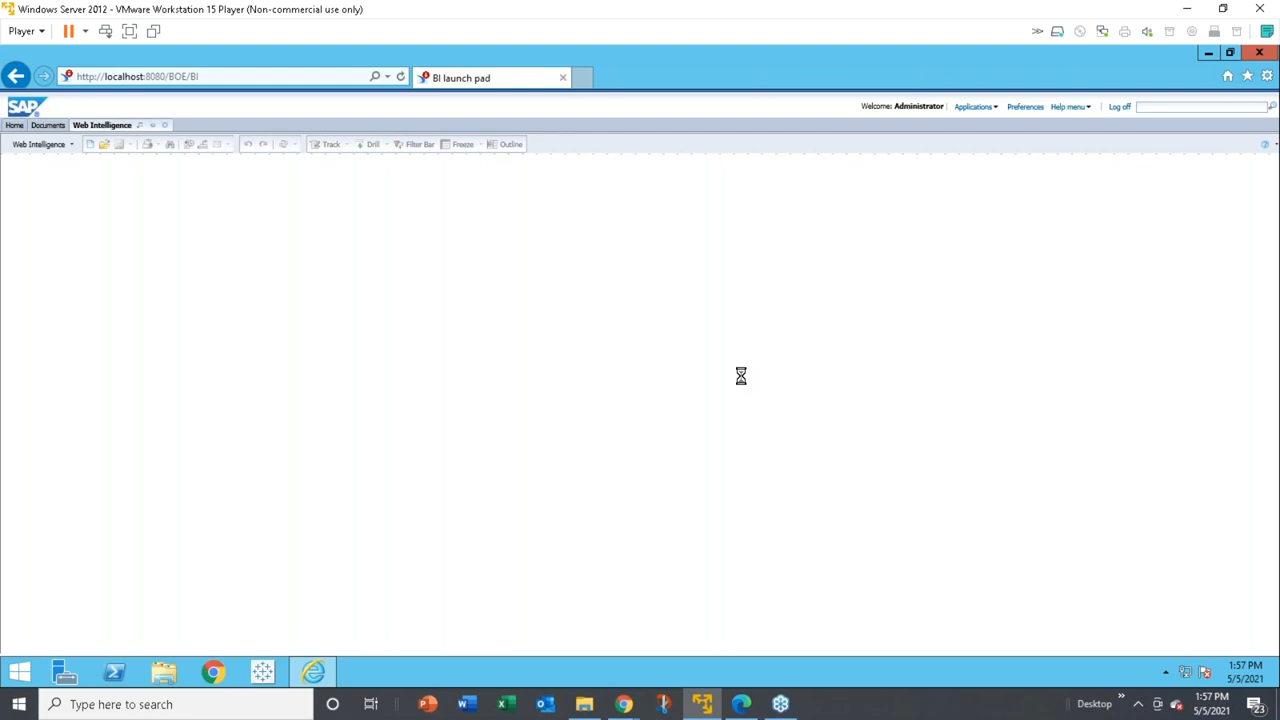 Windows Server 2012 - VMware Workstation 15 Player (Non-commercial use only)
Player
http://localhost:8080/BOE/BI
BI launch pad
SAP
Welcome: Administrator
Applications
Preferences
Help menu
Log off
Home
Documents
Web Intelligence
Web Intelligence
Track
Drill
Filter Bar
Freeze
Outline
1:57 PM
5/5/2021
Type here to search
Desktop
1:57 PM
5/5/2021
23